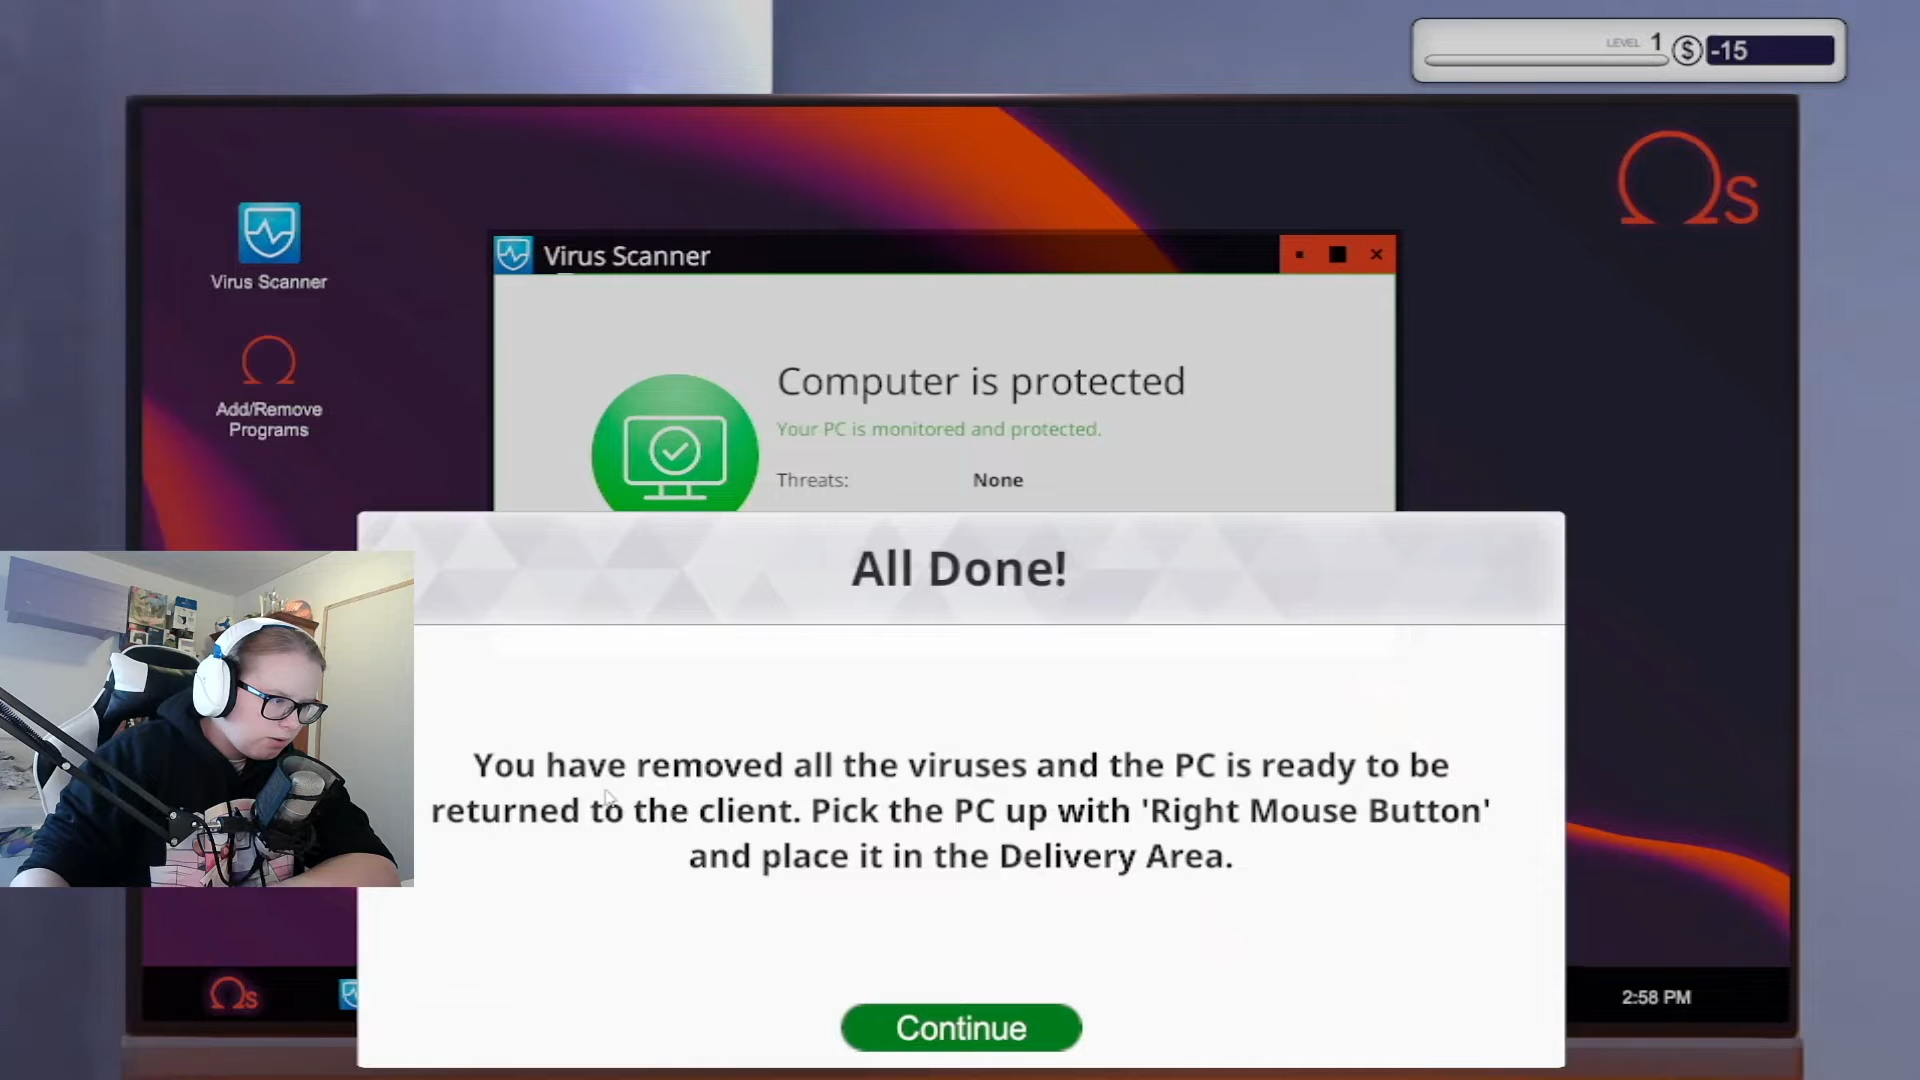 LEVEL 1 $ -15
Ωs
Virus Scanner
Virus Scanner
Add/Remove
Programs
Computer is protected
Your PC is monitored and protected.
Threats: None
All Done!
You have removed all the viruses and the PC is ready to be
returned to the client. Pick the PC up with 'Right Mouse Button'
and place it in the Delivery Area.
Continue
Ωs
2:58 PM